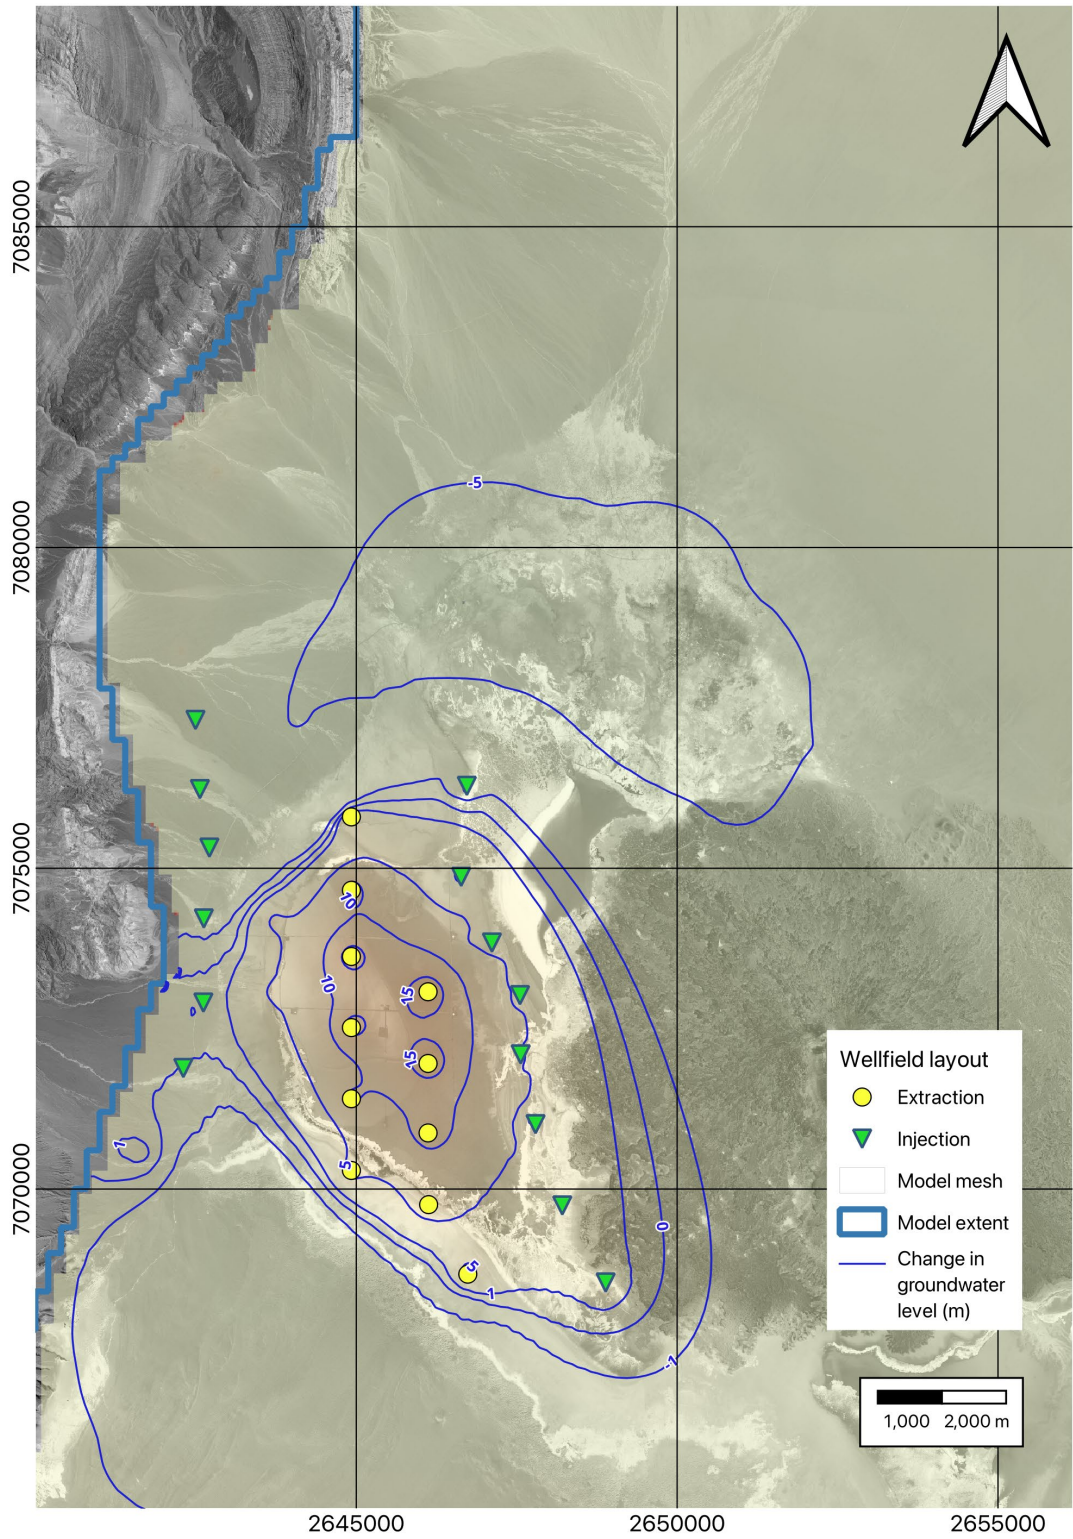 7085000
-5
7080000
7075000
10
10
15
15
Wellfield layout
Extraction
Injection
Model mesh
Model extent
Change in
groundwater
level (m)
1
5
7070000
0
5
1
-1
1,000 2,000 m
2645000
2650000
2655000